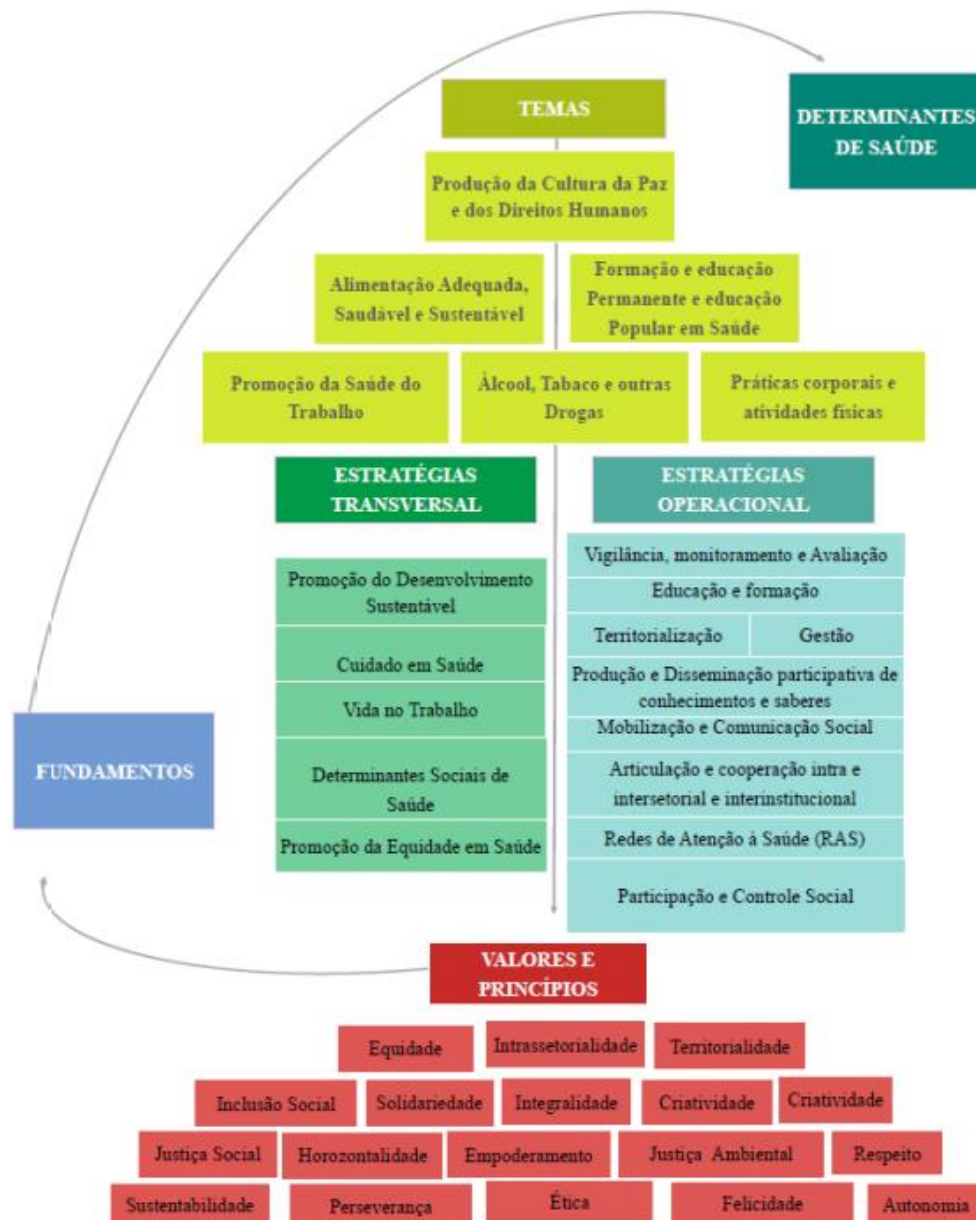 TEMAS
DETERMINANTES
DE SAÚDE
Produção da Cultura da Paz
e dos Direitos Humanos
Alimentação Adequada,
Saudável e Sustentável
Formação e educação
Permanente e educação
Popular em Saúde
Promoção da Saúde do
Trabalho
Álcool, Tabaco e outras
Drogas
Práticas corporais e
atividades físicas
ESTRATÉGIAS
TRANSVERSAL
ESTRATÉGIAS
OPERACIONAL
Promoção do Desenvolvimento
Sustentável
Cuidado em Saúde
Vida no Trabalho
Determinantes Sociais de
Saúde
Promoção da Equidade em Saúde
Vigilância, monitoramento e Avaliação
Educação e formação
Territorialização
Gestão
Produção e Disseminação participativa de
conhecimentos e saberes
Mobilização e Comunicação Social
Articulação e cooperação intra e
intersetorial e interinstitucional
Redes de Atenção à Saúde (RAS)
Participação e Controle Social
FUNDAMENTOS
VALORES E
PRINCÍPIOS
Equidade
Intrassetorialidade
Territorialidade
Inclusão Social
Solidariedade
Integralidade
Criatividade
Criatividade
Justiça Social
Horozontalidade
Empoderamento
Justiça Ambiental
Respeito
Sustentabilidade
Perseverança
Ética
Felicidade
Autonomia